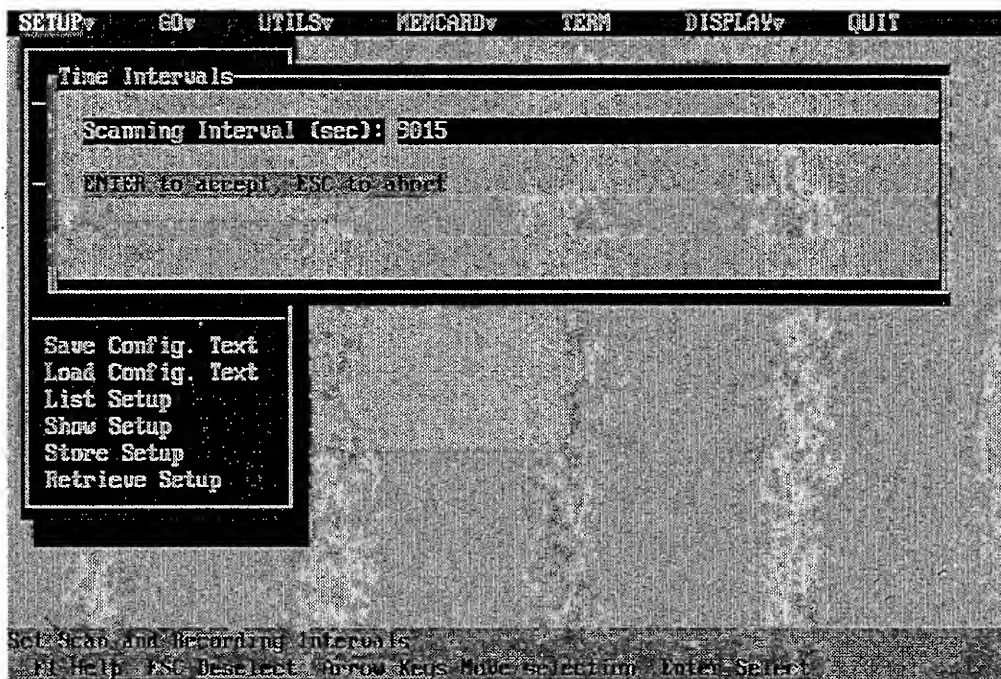 SETUP▼ GO▼ UTILS▼ MEMCARD▼ TERM DISPLAY▼ QUIT
Time Intervals
Scanning Interval (sec): 9015
ENTER to accept, ESC to abort
Save Config. Text
Load Config. Text
List Setup
Show Setup
Store Setup
Retrieve Setup
Set Scan And Recording Intervals
F1 Help ESC Deselect Arrow Keys Move selection Enter Select